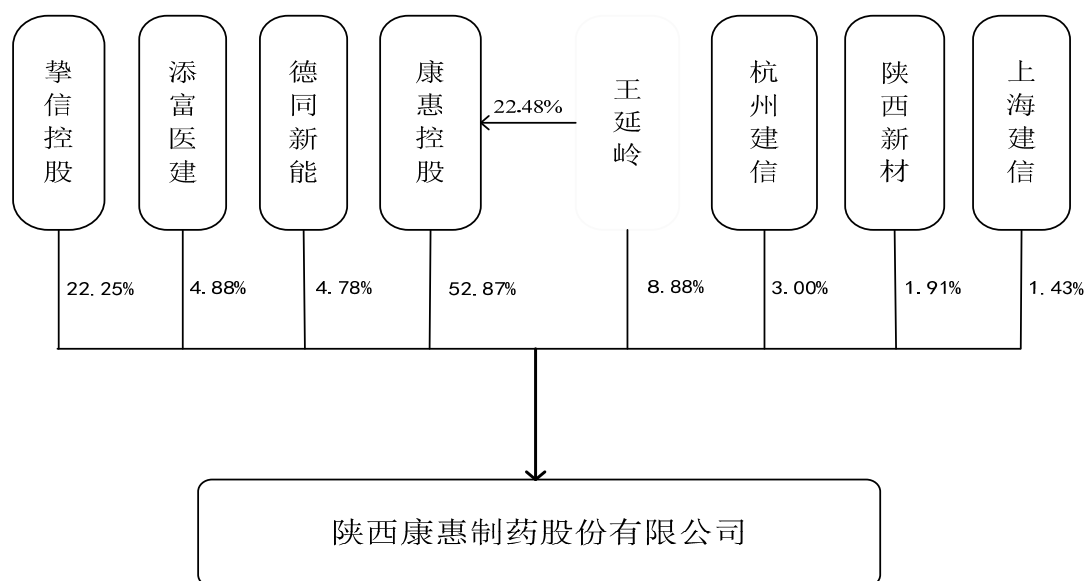 挚信控股
添富医建
德同新能
康惠控股
22.48%
王延岭
杭州建信
陕西新材
上海建信
22.25%
4.88%
4.78%
52.87%
8.88%
3.00%
1.91%
1.43%
陕西康惠制药股份有限公司